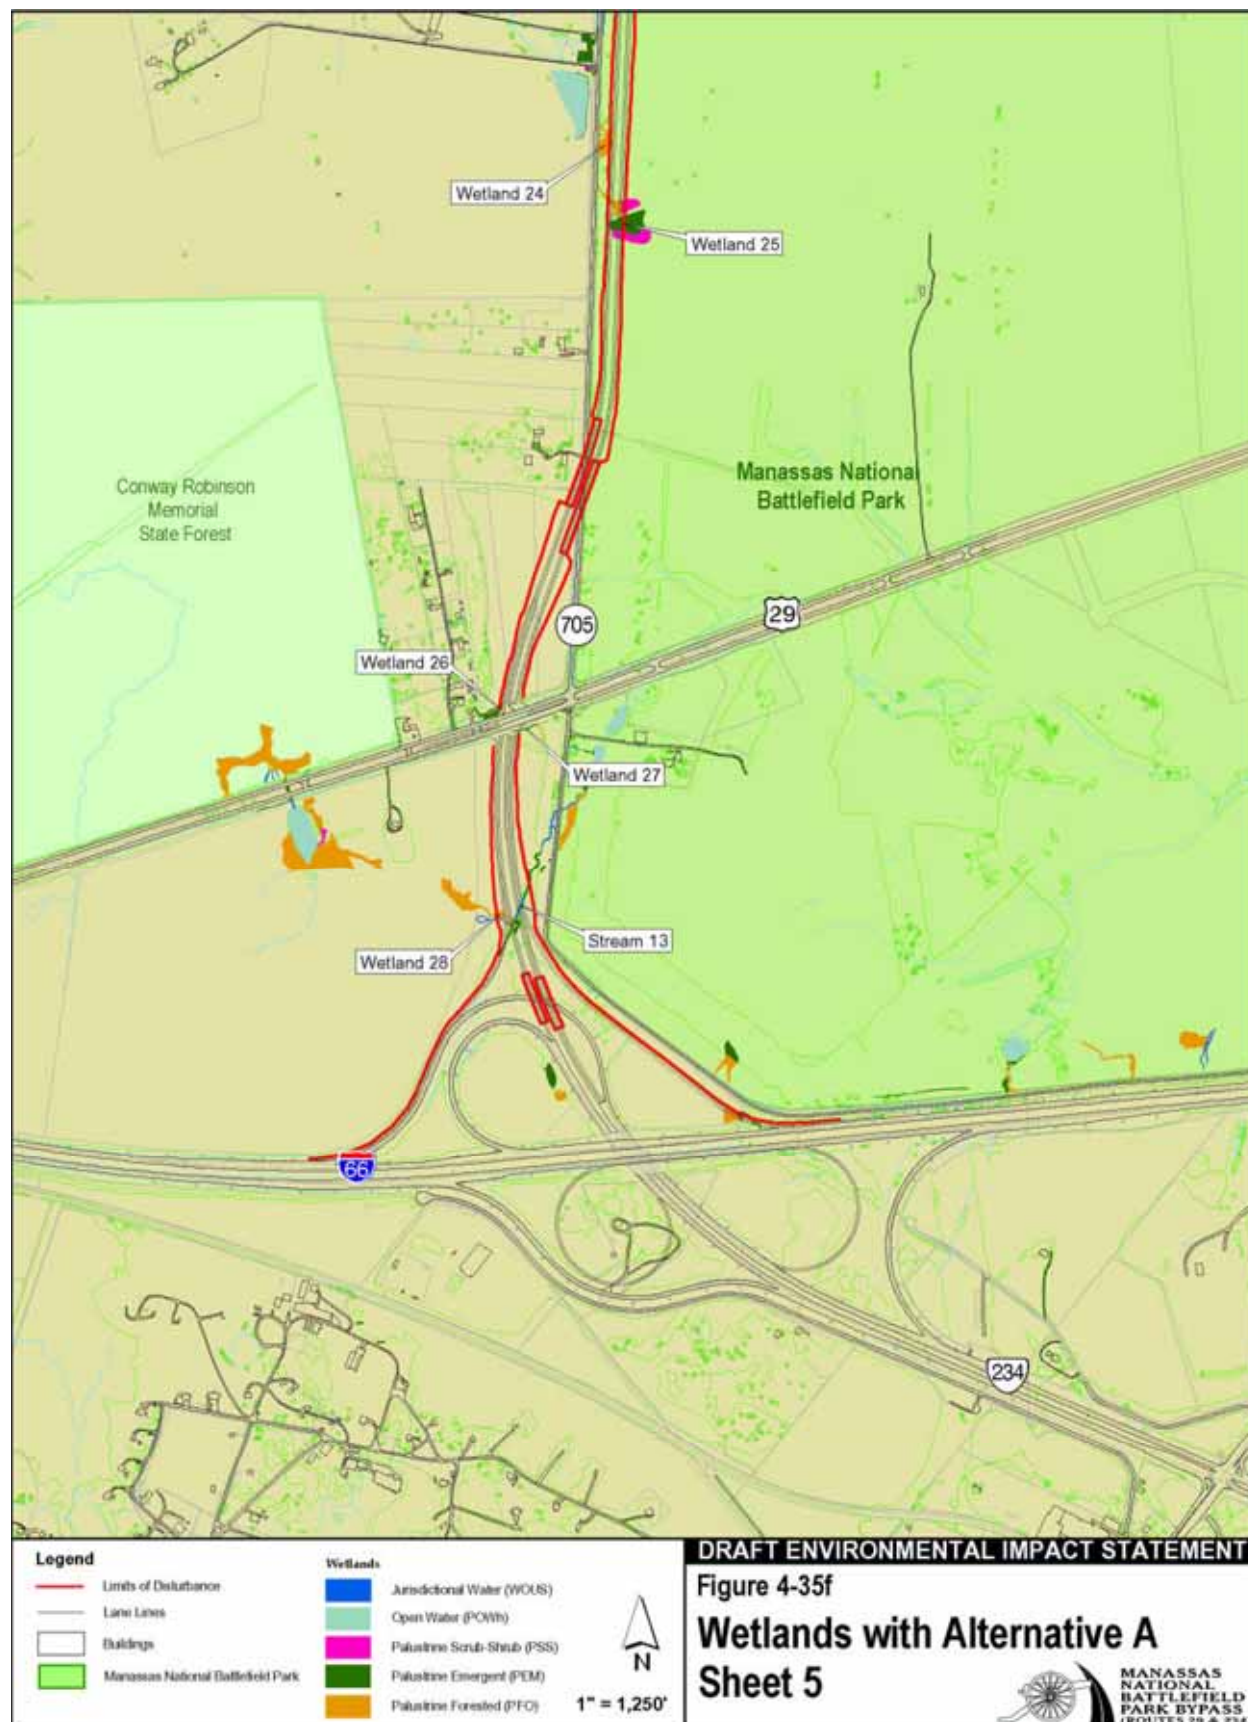 Wetland 24
Wetland 25
Conway Robinson
Memorial
State Forest
Manassas National
Battlefield Park
705
29
Wetland 26
Wetland 27
Stream 13
Wetland 28
66
234
Legend
Limits of Disturbance
Lane Lines
Buildings
Manassas National Battlefield Park
Wetlands
Jurisdictional Water (WOUS)
Open Water (POWh)
Palustrine Scrub-Shrub (PSS)
Palustrine Emergent (PEM)
Palustrine Forested (PFO)
N
1" = 1,250'
DRAFT ENVIRONMENTAL IMPACT STATEMENT
Figure 4-35f
Wetlands with Alternative A
Sheet 5
MANASSAS
NATIONAL
BATTLEFIELD
PARK BYPASS
(ROUTES 29 & 234